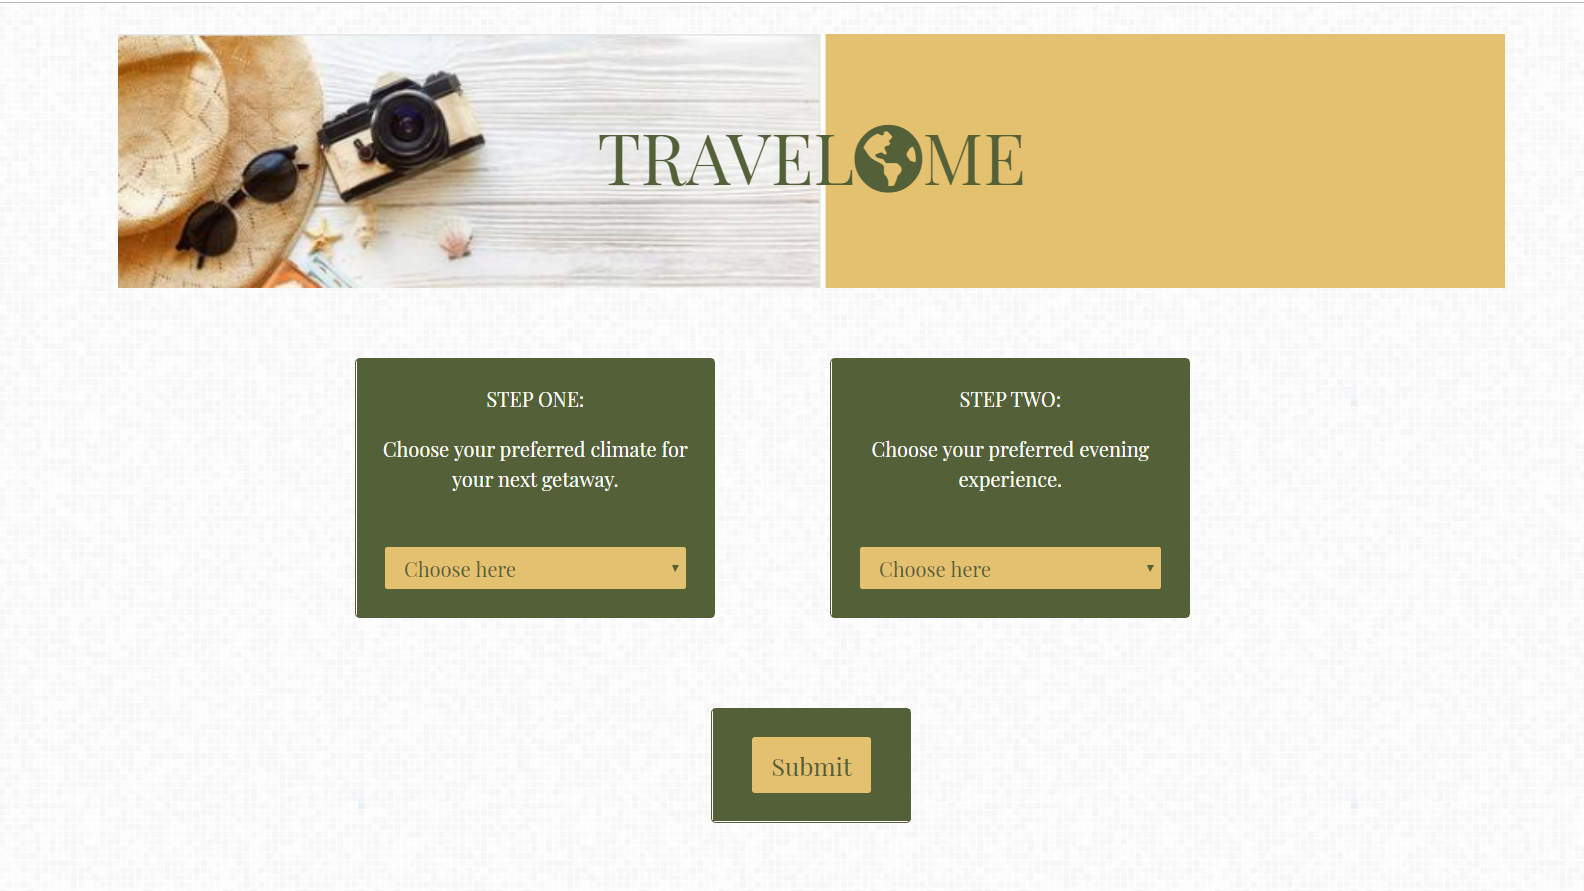 TRAVELOME
STEP ONE:
Choose your preferred climate for
your next getaway.
Choose here
STEP TWO:
Choose your preferred evening
experience.
Choose here
Submit